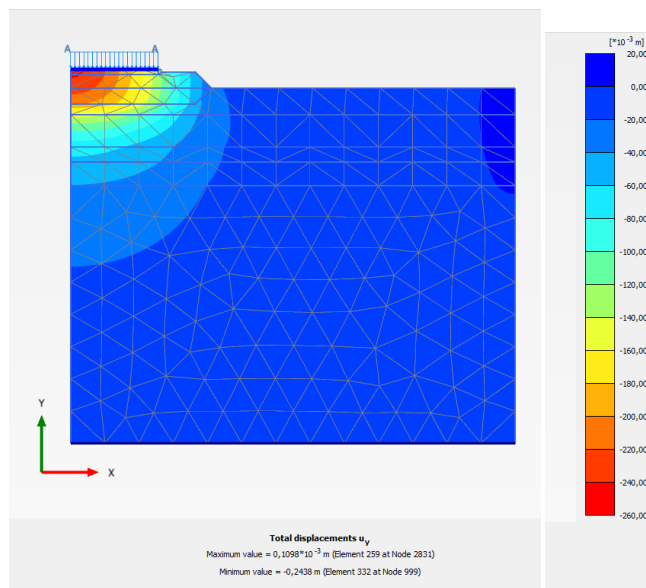 [*10⁻³ m]
A A
20,00
0,00
-20,00
-40,00
-60,00
-80,00
-100,00
-120,00
-140,00
-160,00
-180,00
-200,00
-220,00
-240,00
-260,00
Y
X
Total displacements u_y
Maximum value = 0,1098*10⁻³ m (Element 259 at Node 2831)
Minimum value = -0,2438 m (Element 332 at Node 999)